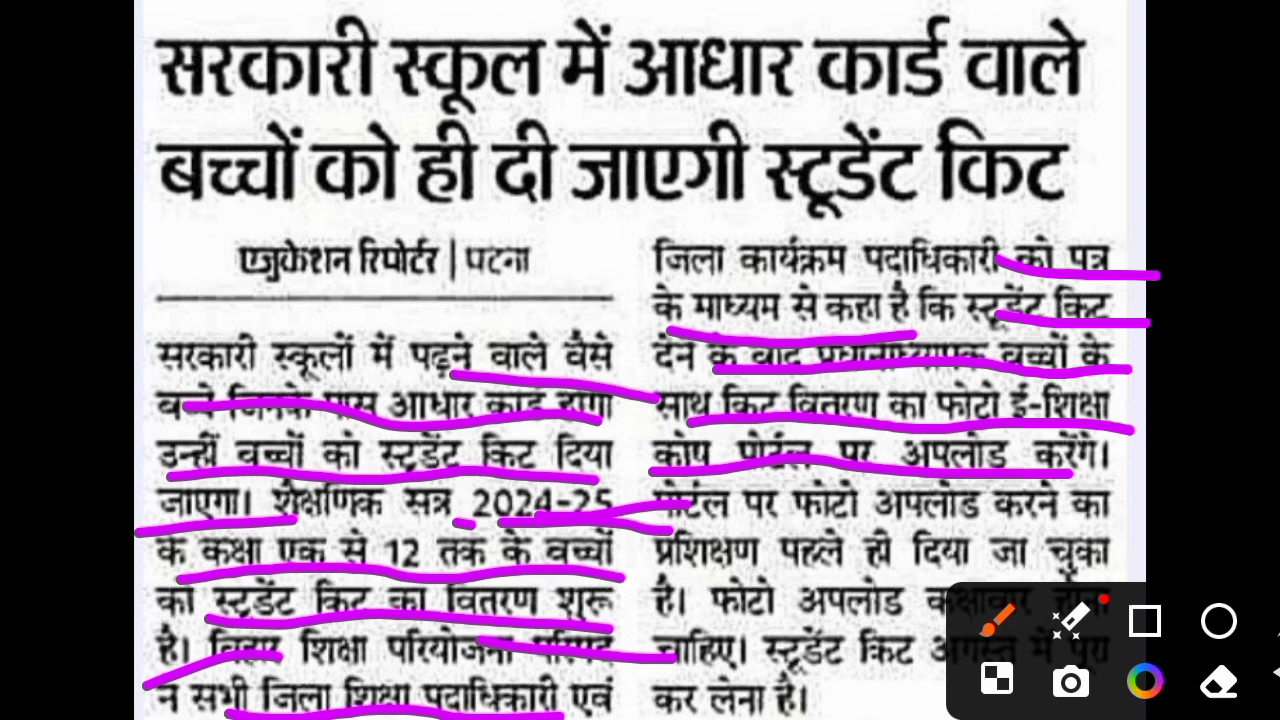 सरकारी स्कूल में आधार कार्ड वाले
बच्चों को ही दी जाएगी स्टूडेंट किट
एजुकेशन रिपोर्टर | पटना
सरकारी स्कूलों में पढ़ने वाले वैसे
बच्चे जिनके पास आधार कार्ड होगा
उन्हीं बच्चों को स्टूडेंट किट दिया
जाएगा। शैक्षणिक सत्र 2024-25
के कक्षा एक से 12 तक के बच्चों
को स्टूडेंट किट का वितरण शुरू
है। बिहार शिक्षा परियोजना परिषद
ने सभी जिला शिक्षा पदाधिकारी एवं
जिला कार्यक्रम पदाधिकारी को पत्र
के माध्यम से कहा है कि स्टूडेंट किट
देने के बाद प्रधानाध्यापक बच्चों के
साथ किट वितरण का फोटो ई-शिक्षा
कोष पोर्टल पर अपलोड करेंगे।
पोर्टल पर फोटो अपलोड करने का
प्रशिक्षण पहले ही दिया जा चुका
है। फोटो अपलोड कक्षावार होना
चाहिए। स्टूडेंट किट अगस्त में पूरा
कर लेना है।